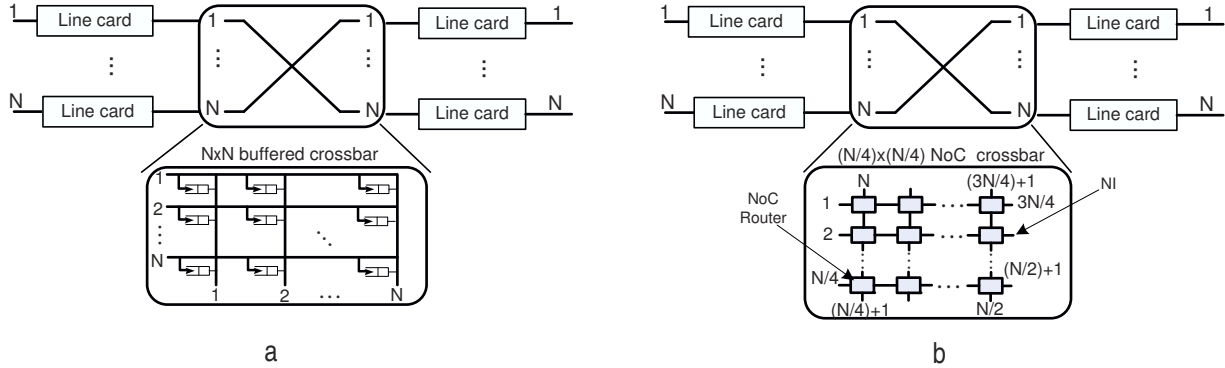 1 Line card 1 1 Line card 1
⋮ ⋮ ⋮ ⋮
N Line card N N Line card N
NxN buffered crossbar
1
2
⋮
N
1 2 ... N
a
1 Line card 1 1 Line card 1
⋮ ⋮ ⋮ ⋮
N Line card N N Line card N
(N/4)x(N/4) NoC crossbar
N (3N/4)+1 NI
NoC
Router
1 ... 3N/4
2 ...
N/4 ... (N/2)+1
(N/4)+1 N/2
b